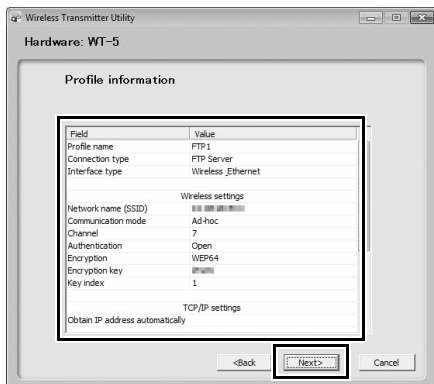 Wireless Transmitter Utility
Hardware: WT-5
Profile information
Field Value
Profile name FTP1
Connection type FTP Server
Interface type Wireless_Ethernet
Wireless settings
Network name (SSID)
Communication mode Ad-hoc
Channel 7
Authentication Open
Encryption WEP64
Encryption key
Key index 1
TCP/IP settings
Obtain IP address automatically
<Back Next> Cancel